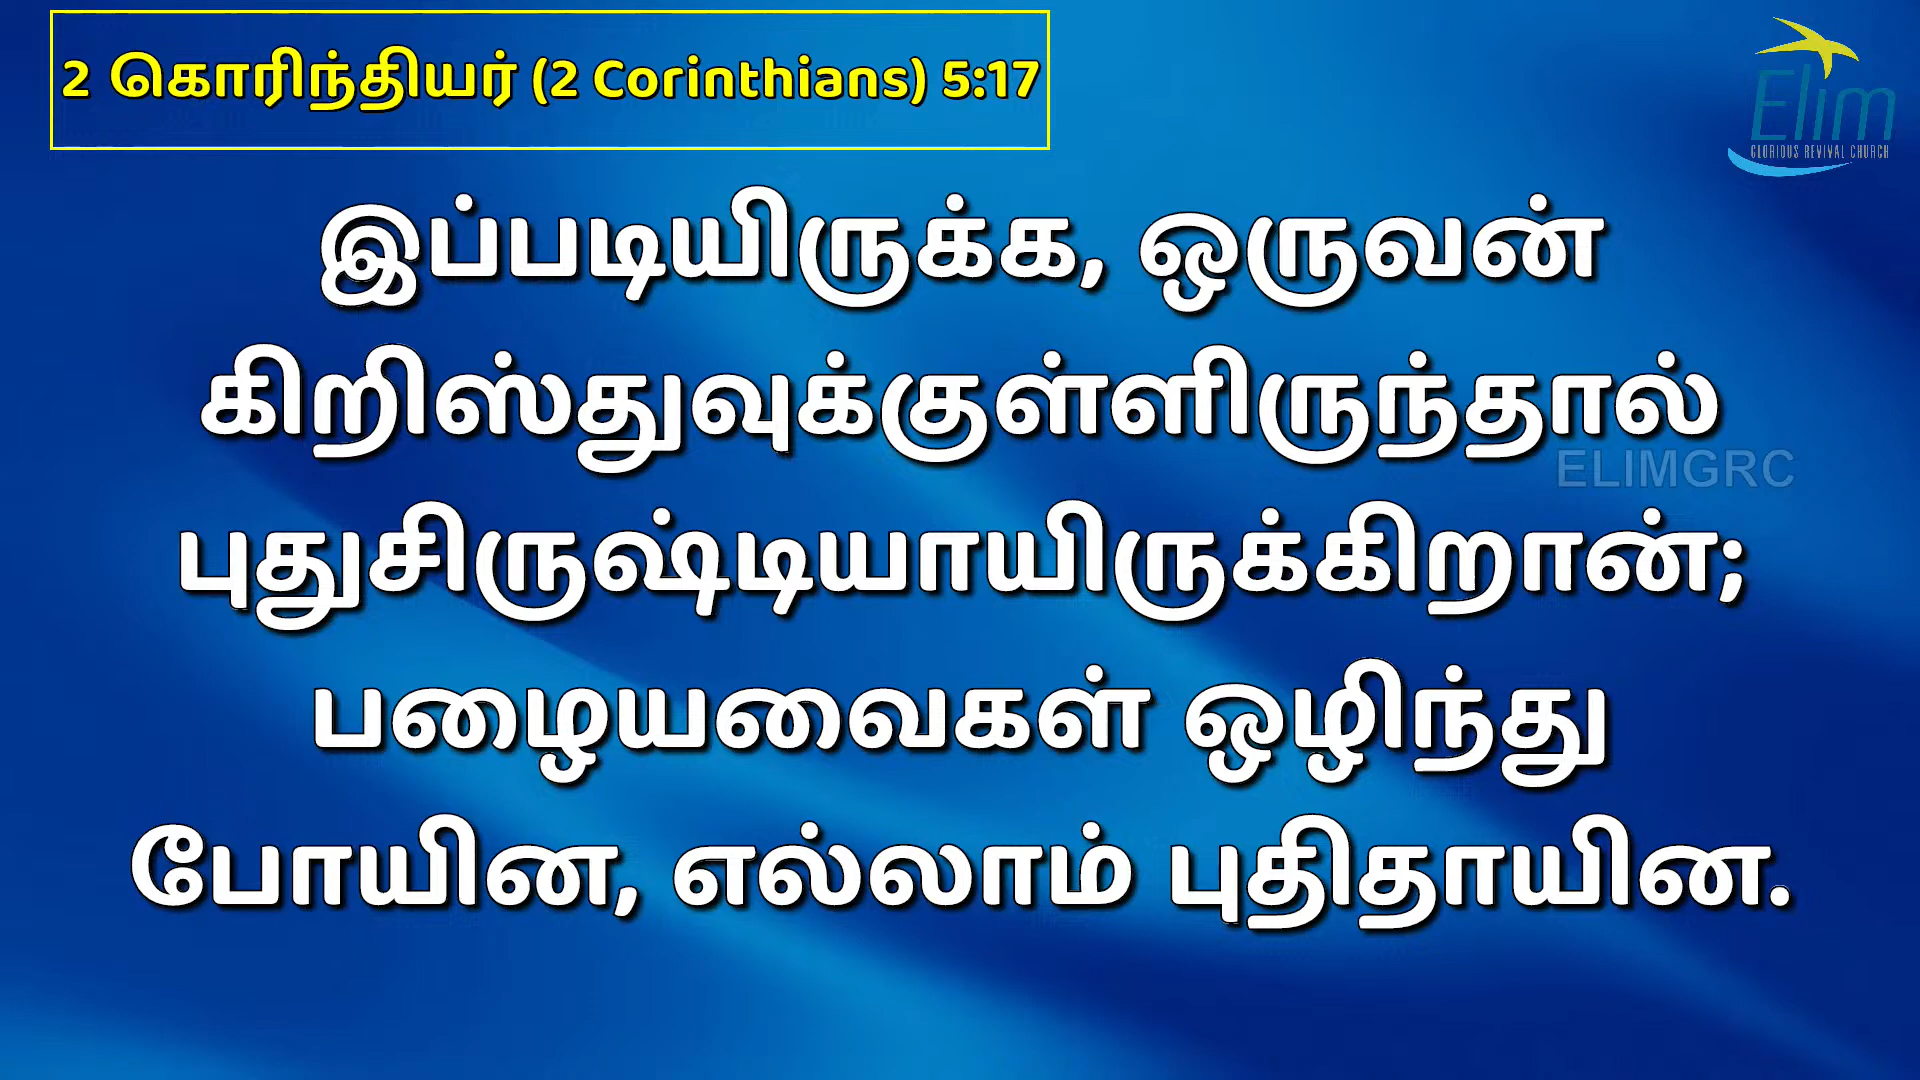 2 கொரிந்தியர் (2 Corinthians) 5:17
Elim
GLORIOUS REVIVAL CHURCH
இப்படியிருக்க, ஒருவன்
கிறிஸ்துவுக்குள்ளிருந்தால்
ELIMGRC
புதுசிருஷ்டியாயிருக்கிறான்;
பழையவைகள் ஒழிந்து
போயின, எல்லாம் புதிதாயின.